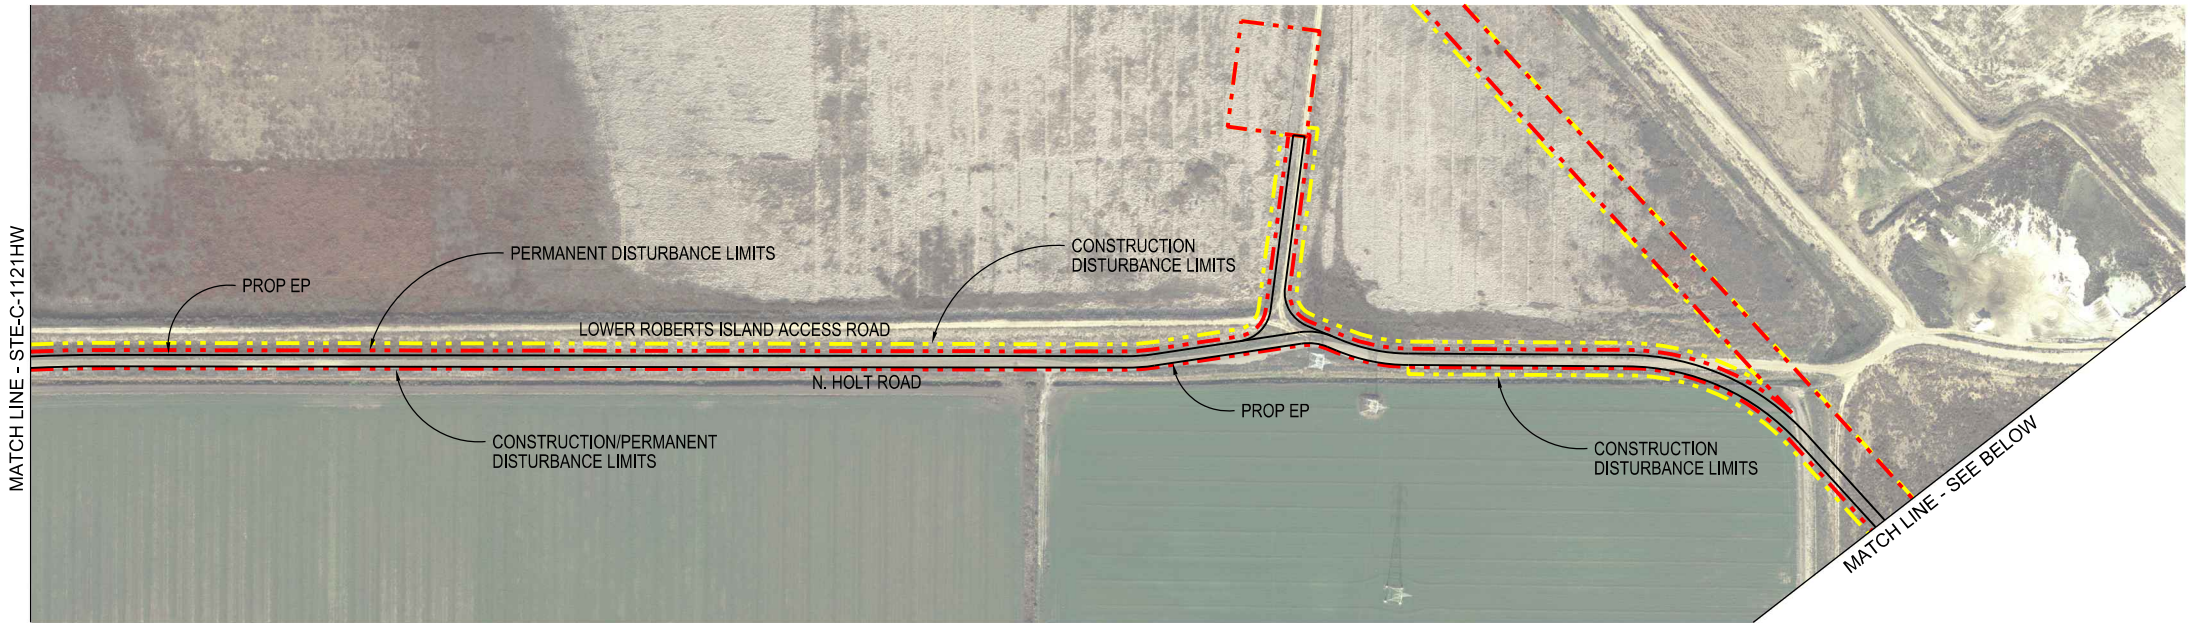 MATCH LINE - STE-C-1121HW
PROP EP
PERMANENT DISTURBANCE LIMITS
CONSTRUCTION
DISTURBANCE LIMITS
LOWER ROBERTS ISLAND ACCESS ROAD
N. HOLT ROAD
PROP EP
CONSTRUCTION/PERMANENT
DISTURBANCE LIMITS
CONSTRUCTION
DISTURBANCE LIMITS
MATCH LINE - SEE BELOW